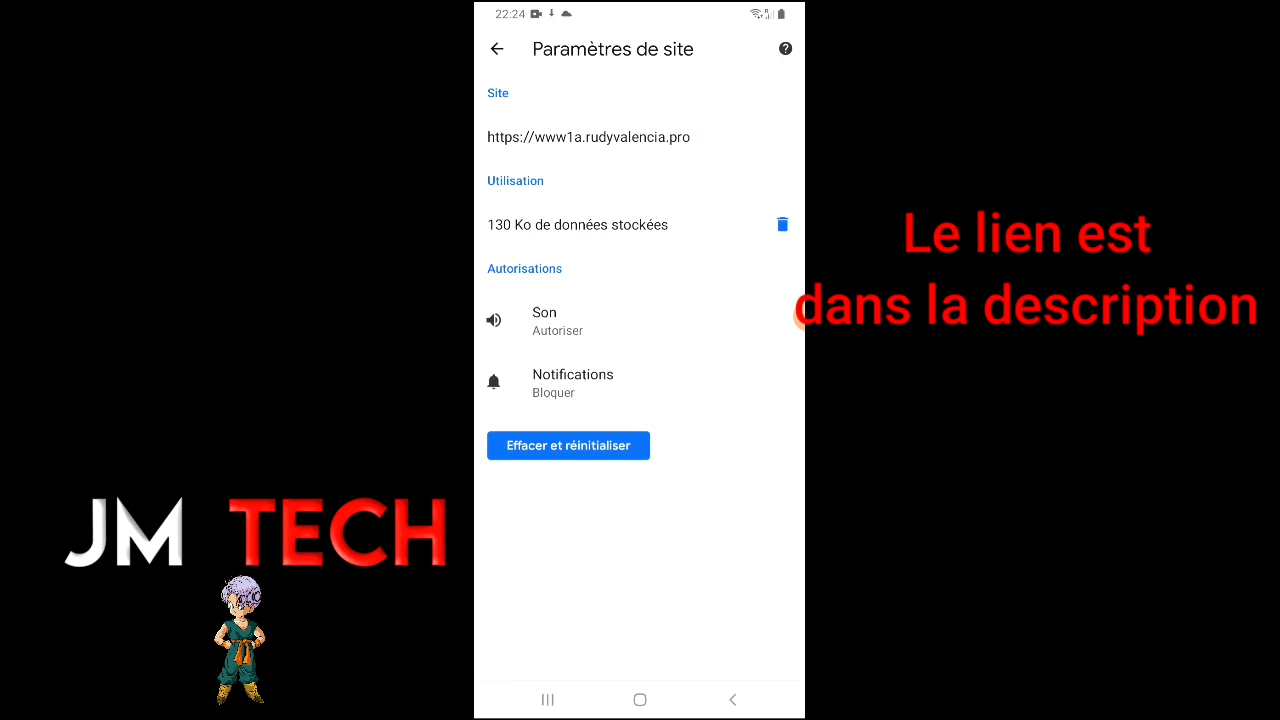 22:24
Paramètres de site
Site
https://www1a.rudyvalencia.pro
Utilisation
130 Ko de données stockées
Autorisations
Son
Autoriser
Notifications
Bloquer
Effacer et réinitialiser
Le lien est
dans la description
JM TECH